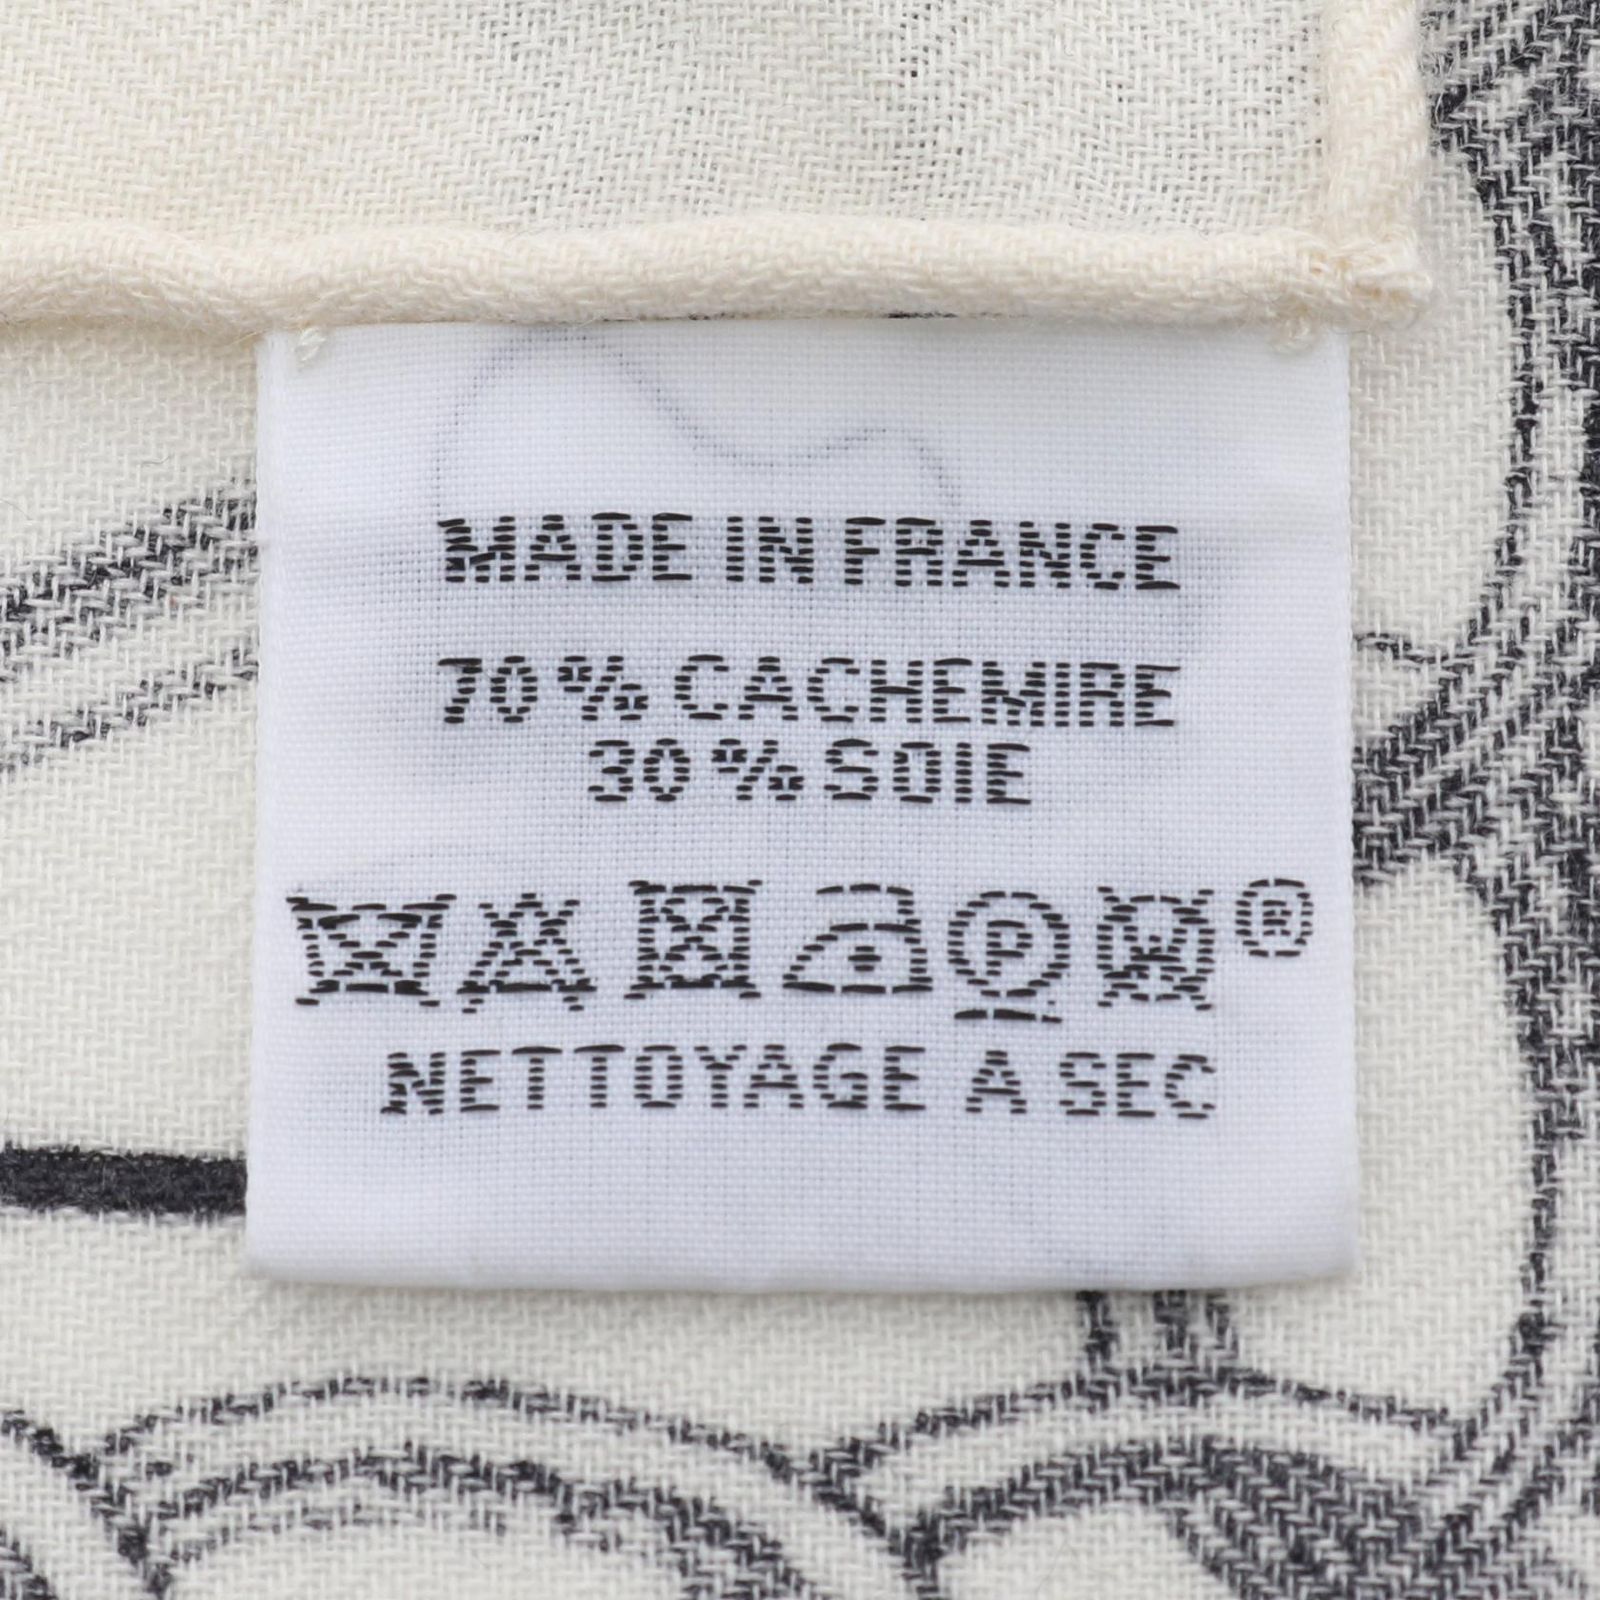 MADE IN FRANCE
70% CACHEMIRE
30% SOIE
P ®
NETTOYAGE A SEC